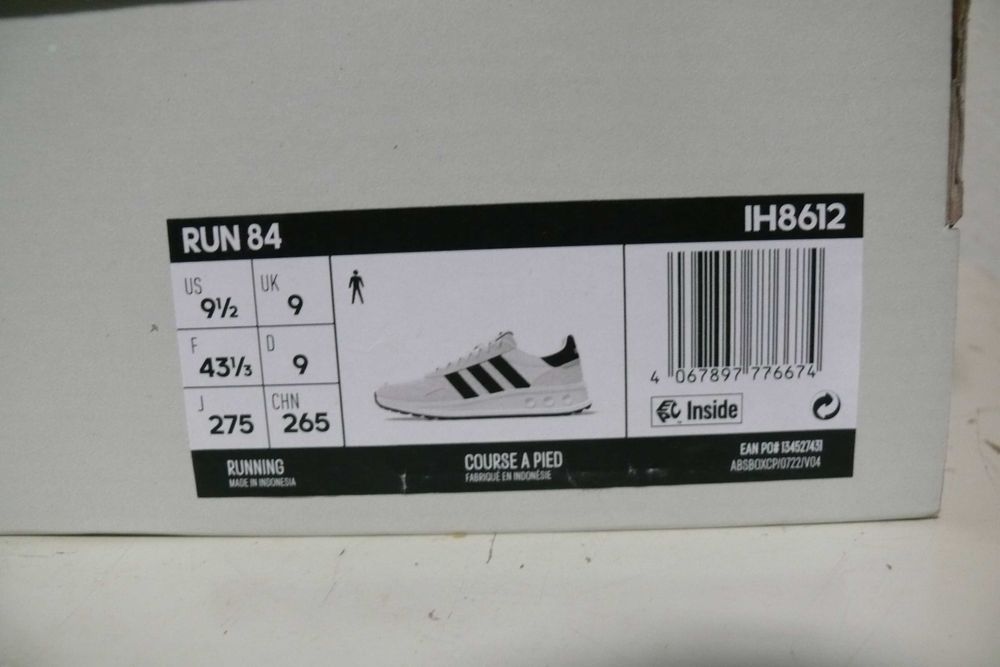 RUN 84
IH8612
US
9½
UK
9
F
43⅓
D
9
J
275
CHN
265
4 067897 776674
Inside
RUNNING
MADE IN INDONESIA
COURSE A PIED
FABRIQUÉ EN INDONÉSIE
EAN PO# 134527431
ABSBOXCP/0722/V04